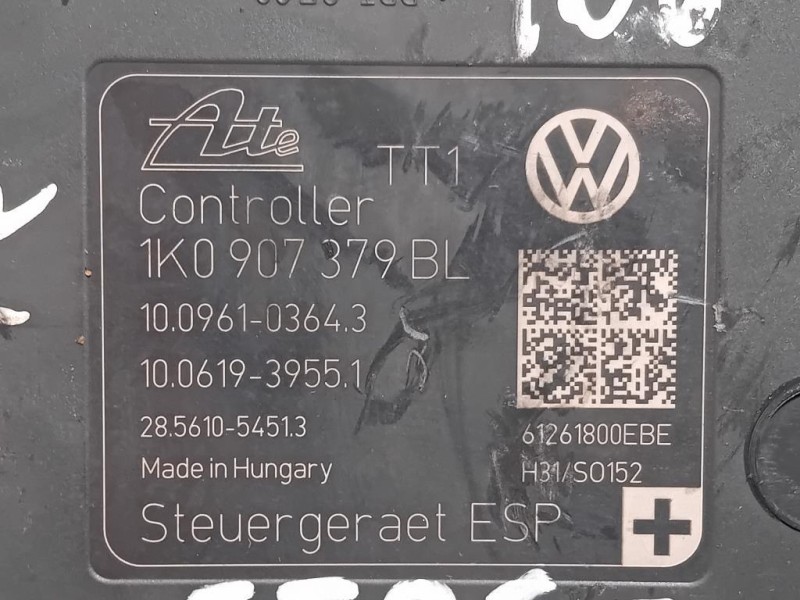 Ate
TT1
VW
Controller
1K0 907 379 BL
10.0961-0364.3
10.0619-3955.1
28.5610-5451.3
61261800EBE
Made in Hungary
H31/S0152
Steuergeraet ESP